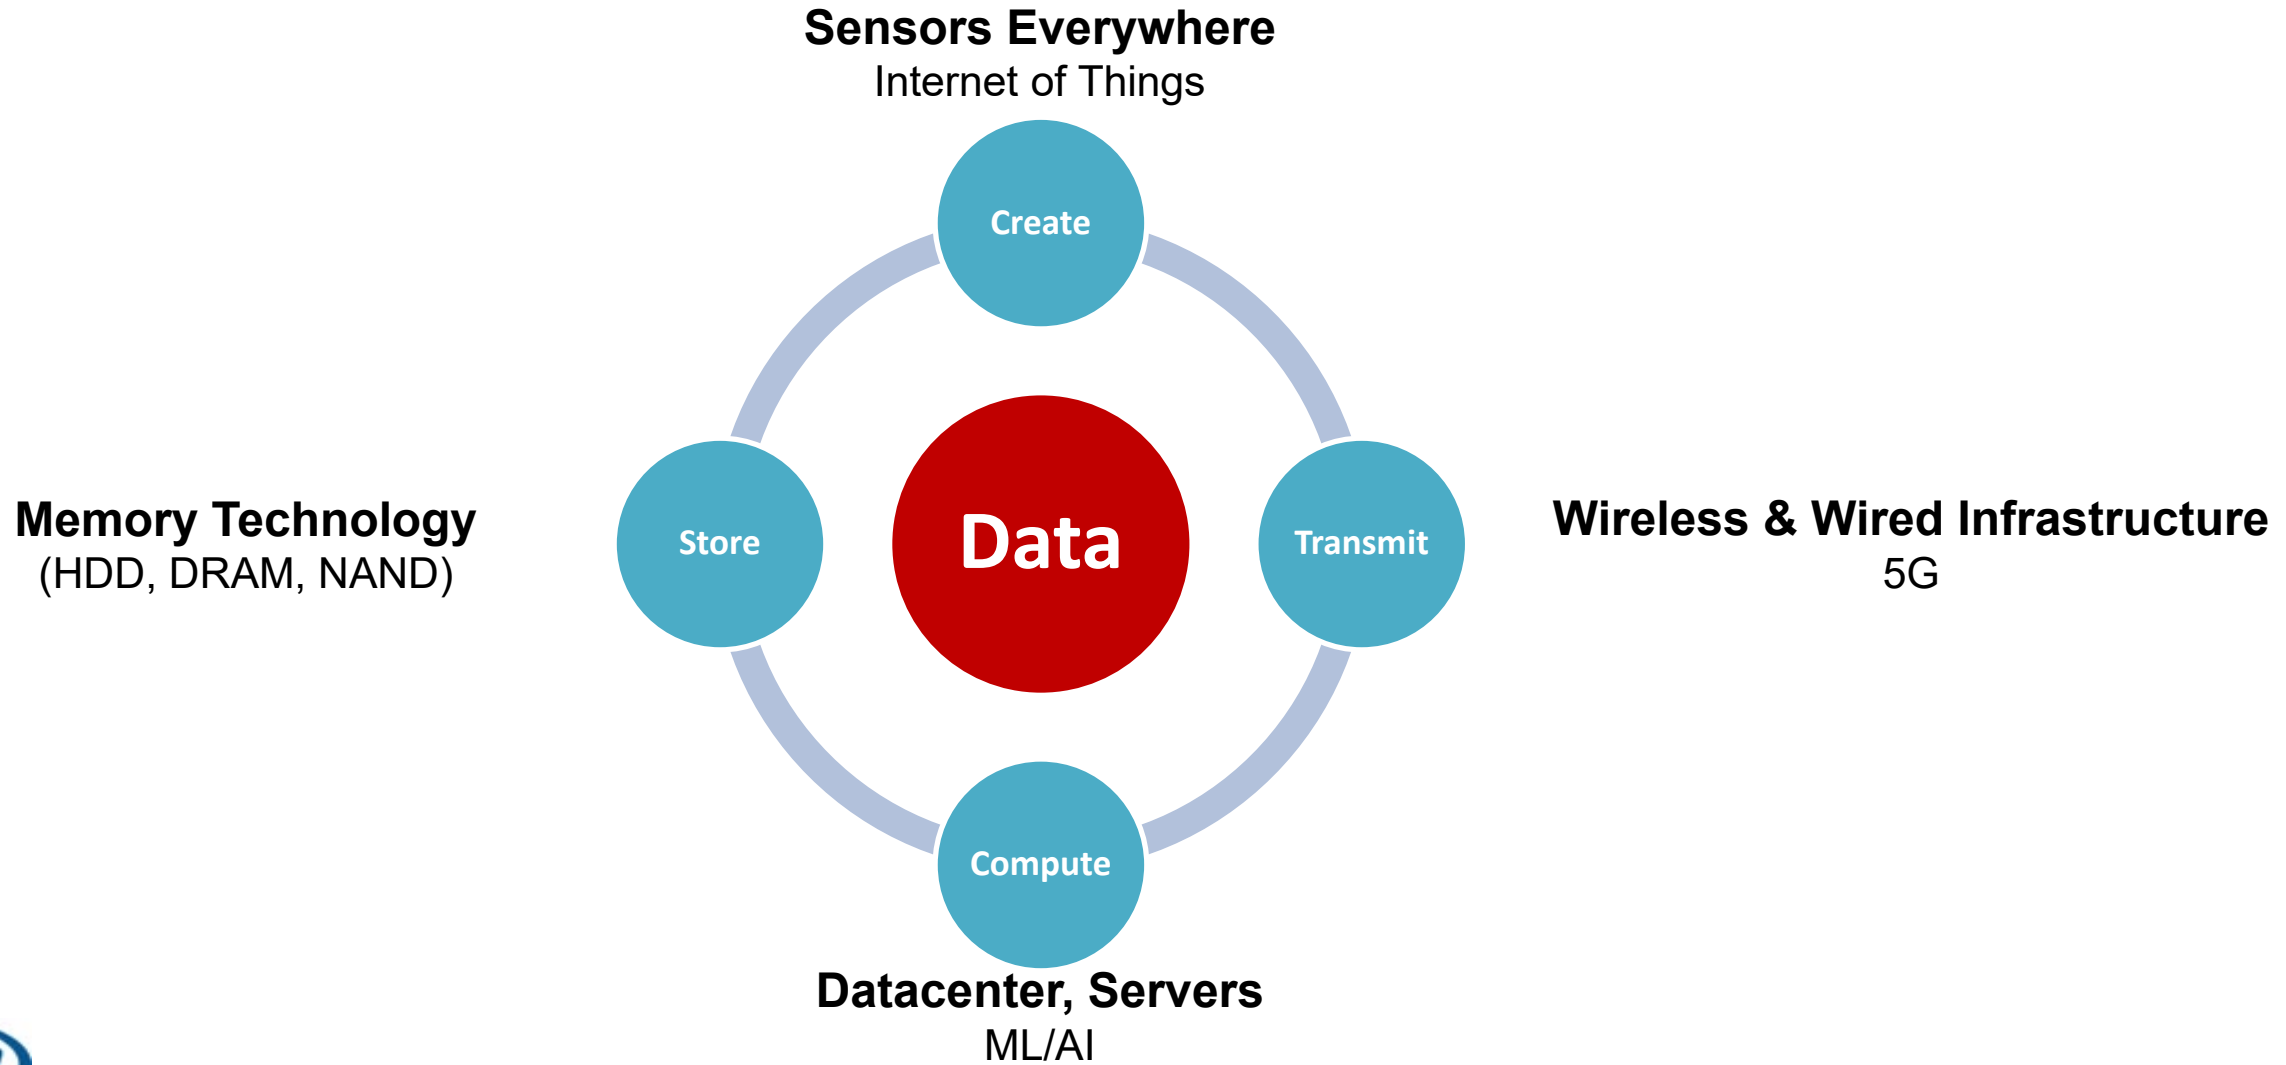 Sensors Everywhere
Internet of Things
Create
Memory Technology
(HDD, DRAM, NAND)
Store
Data
Transmit
Wireless & Wired Infrastructure
5G
Compute
Datacenter, Servers
ML/AI